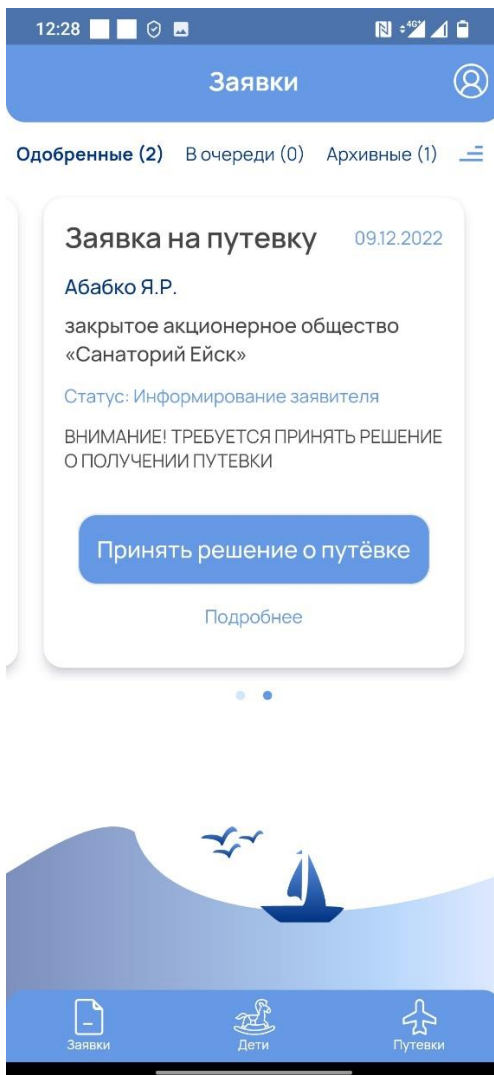 12:28
4G
Заявки
Одобренные (2) В очереди (0) Архивные (1)
Заявка на путевку 09.12.2022
Абабко Я.Р.
закрытое акционерное общество
«Санаторий Ейск»
Статус: Информирование заявителя
ВНИМАНИЕ! ТРЕБУЕТСЯ ПРИНЯТЬ РЕШЕНИЕ
О ПОЛУЧЕНИИ ПУТЕВКИ
Принять решение о путёвке
Подробнее
Заявки Дети Путевки